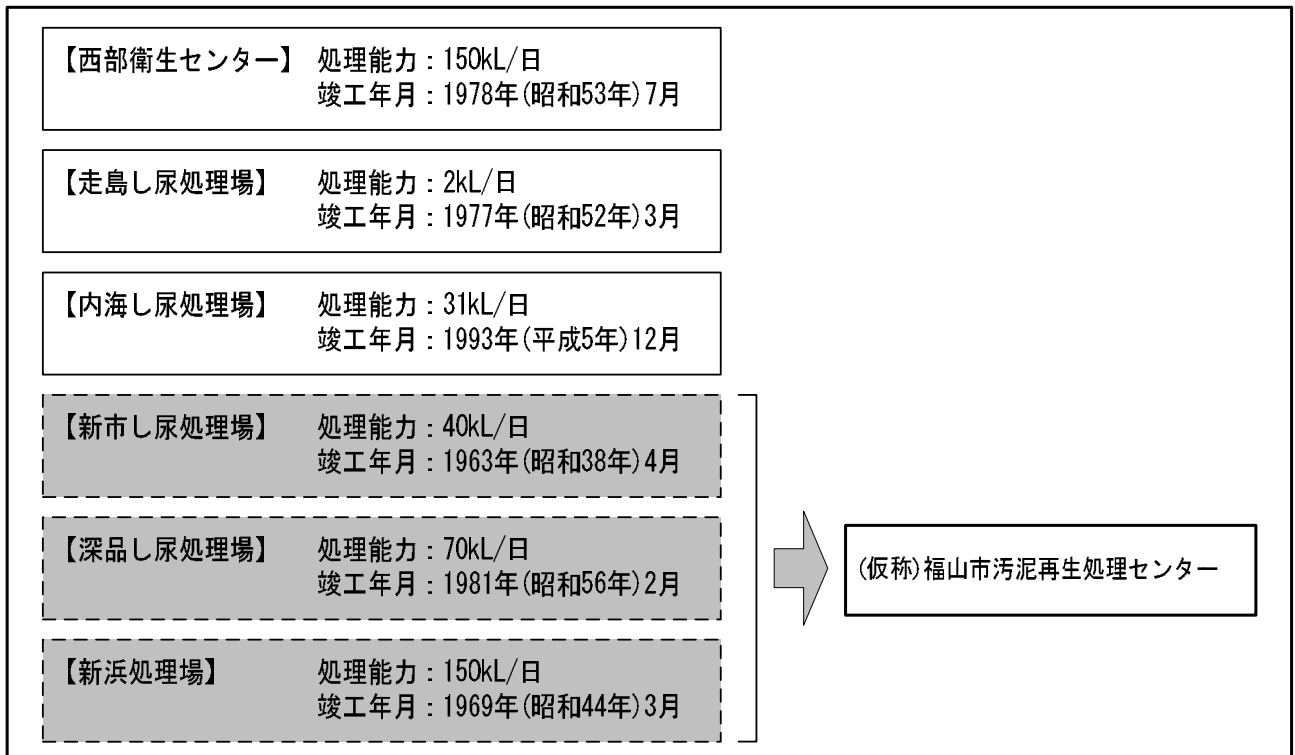 【西部衛生センター】 処理能力：150kL/日
竣工年月：1978年(昭和53年)7月
【走島し尿処理場】 処理能力：2kL/日
竣工年月：1977年(昭和52年)3月
【内海し尿処理場】 処理能力：31kL/日
竣工年月：1993年(平成5年)12月
【新市し尿処理場】 処理能力：40kL/日
竣工年月：1963年(昭和38年)4月
【深品し尿処理場】 処理能力：70kL/日
竣工年月：1981年(昭和56年)2月
(仮称)福山市汚泥再生処理センター
【新浜処理場】 処理能力：150kL/日
竣工年月：1969年(昭和44年)3月